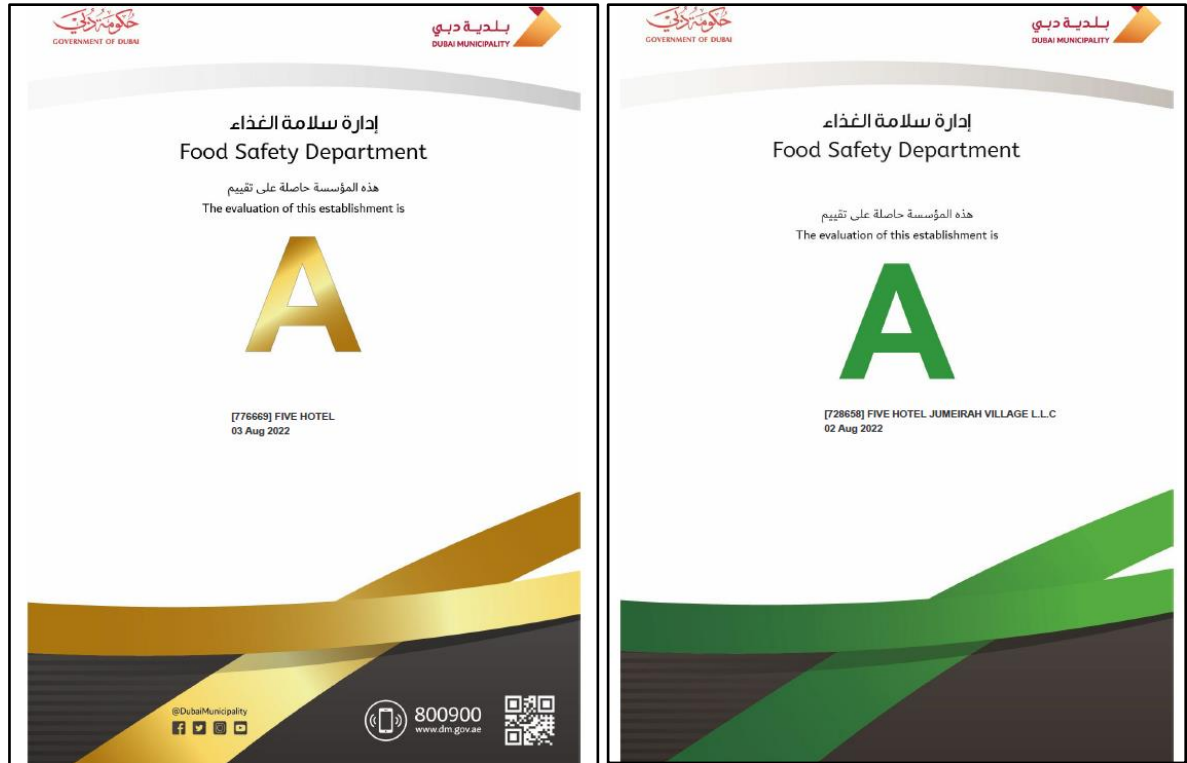 حكومة دبي
GOVERNMENT OF DUBAI
بلدية دبي
DUBAI MUNICIPALITY
إدارة سلامة الغذاء
Food Safety Department
هذه المؤسسة حاصلة على تقييم
The evaluation of this establishment is
A
[776669] FIVE HOTEL
03 Aug 2022
@DubaiMunicipality
800900
www.dm.gov.ae
حكومة دبي
GOVERNMENT OF DUBAI
بلدية دبي
DUBAI MUNICIPALITY
إدارة سلامة الغذاء
Food Safety Department
هذه المؤسسة حاصلة على تقييم
The evaluation of this establishment is
A
[728658] FIVE HOTEL JUMEIRAH VILLAGE L.L.C
02 Aug 2022